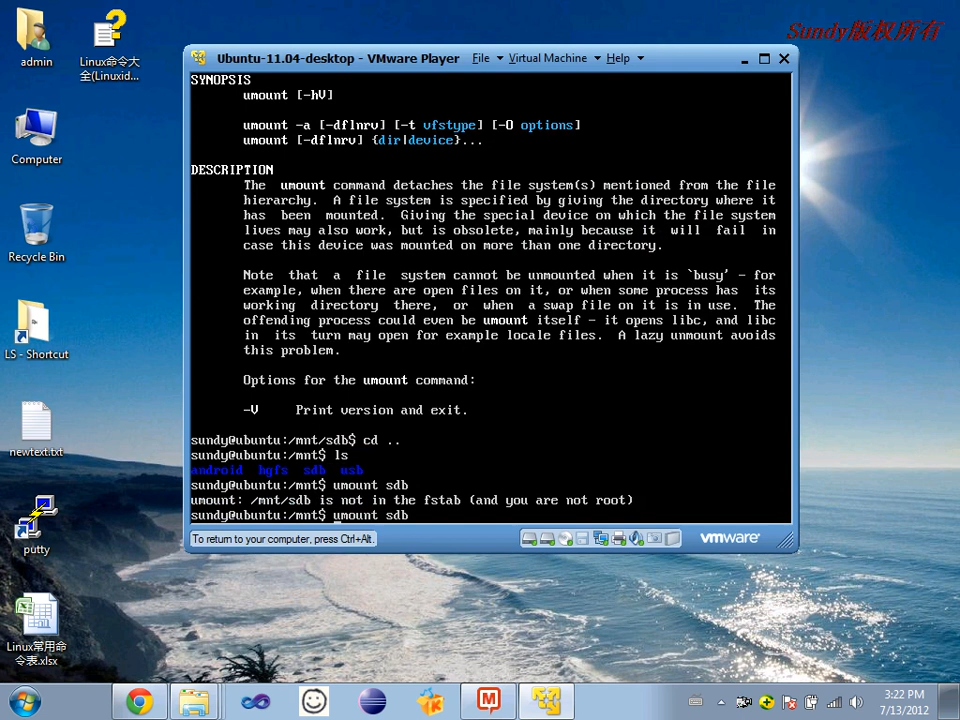 Sundy版权所有
admin
Linux命令大
全(Linuxid...
Computer
Recycle Bin
LS - Shortcut
newtext.txt
putty
Linux常用命
令表.xlsx
Ubuntu-11.04-desktop - VMware Player File Virtual Machine Help
SYNOPSIS
umount [-hV]
umount -a [-dflnrv] [-t vfstype] [-O options]
umount [-dflnrv] {dir|device}...
DESCRIPTION
The umount command detaches the file system(s) mentioned from the file
hierarchy. A file system is specified by giving the directory where it
has been mounted. Giving the special device on which the file system
lives may also work, but is obsolete, mainly because it will fail in
case this device was mounted on more than one directory.
Note that a file system cannot be unmounted when it is `busy' - for
example, when there are open files on it, or when some process has its
working directory there, or when a swap file on it is in use. The
offending process could even be umount itself - it opens libc, and libc
in its turn may open for example locale files. A lazy unmount avoids
this problem.
Options for the umount command:
-V Print version and exit.
sundy@ubuntu:/mnt/sdb$ cd ..
sundy@ubuntu:/mnt$ ls
android hgfs sdb usb
sundy@ubuntu:/mnt$ umount sdb
umount: /mnt/sdb is not in the fstab (and you are not root)
sundy@ubuntu:/mnt$ umount sdb
To return to your computer, press Ctrl+Alt.
vmware
3:22 PM
7/13/2012